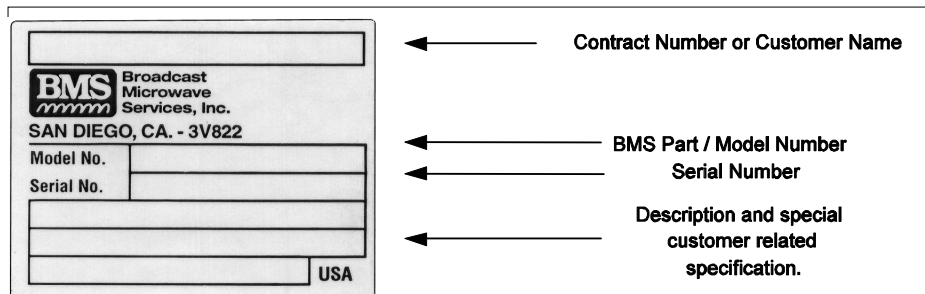 Contract Number or Customer Name
BMS
Broadcast
Microwave
Services, Inc.
SAN DIEGO, CA. - 3V822
Model No.
BMS Part / Model Number
Serial No.
Serial Number
Description and special
customer related
specification.
USA